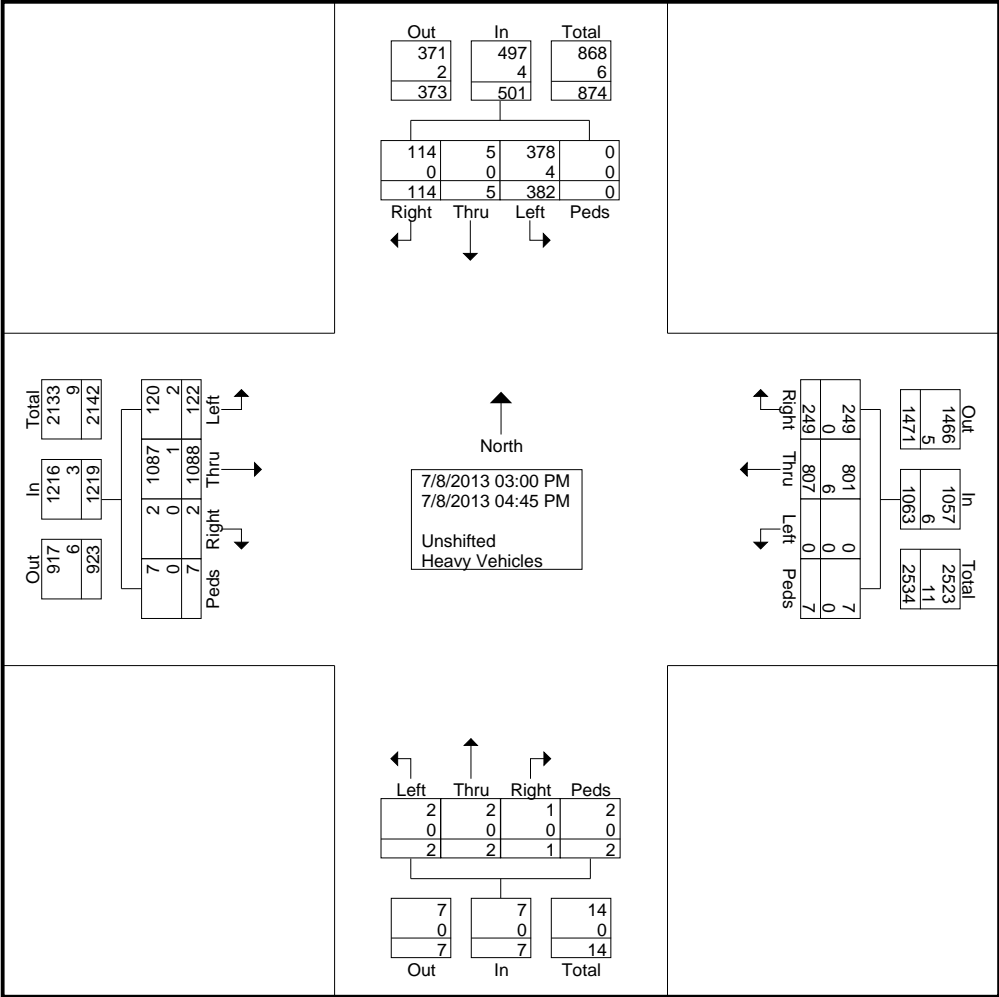 Out In Total
371 497 868
2 4 6
373 501 874
114 5 378 0
0 0 4 0
114 5 382 0
Right Thru Left Peds
Total
2133
9
2142
In
1216
3
1219
Out
917
6
923
Left
120
2
122
Thru
1087
1
1088
Right
2
0
2
Peds
7
0
7
North
7/8/2013 03:00 PM
7/8/2013 04:45 PM
Unshifted
Heavy Vehicles
Right
249
0
249
Thru
801
6
807
Left
0
0
0
Peds
7
0
7
Out
1466
5
1471
In
1057
6
1063
Total
2523
11
2534
Left Thru Right Peds
2 2 1 2
0 0 0 0
2 2 1 2
7 7 14
0 0 0
7 7 14
Out In Total